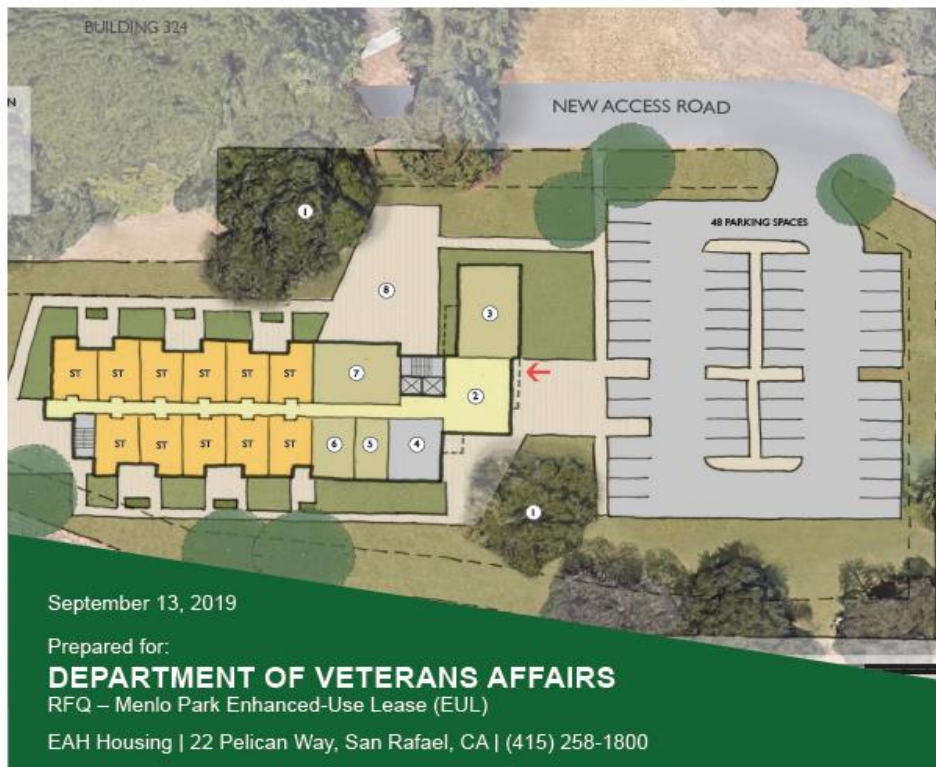 BUILDING 324
N
NEW ACCESS ROAD
1
48 PARKING SPACES
8
3
ST ST ST ST ST ST
7
2
ST ST ST ST ST
6 5 4
1
September 13, 2019
Prepared for:
DEPARTMENT OF VETERANS AFFAIRS
RFQ – Menlo Park Enhanced-Use Lease (EUL)
EAH Housing | 22 Pelican Way, San Rafael, CA | (415) 258-1800